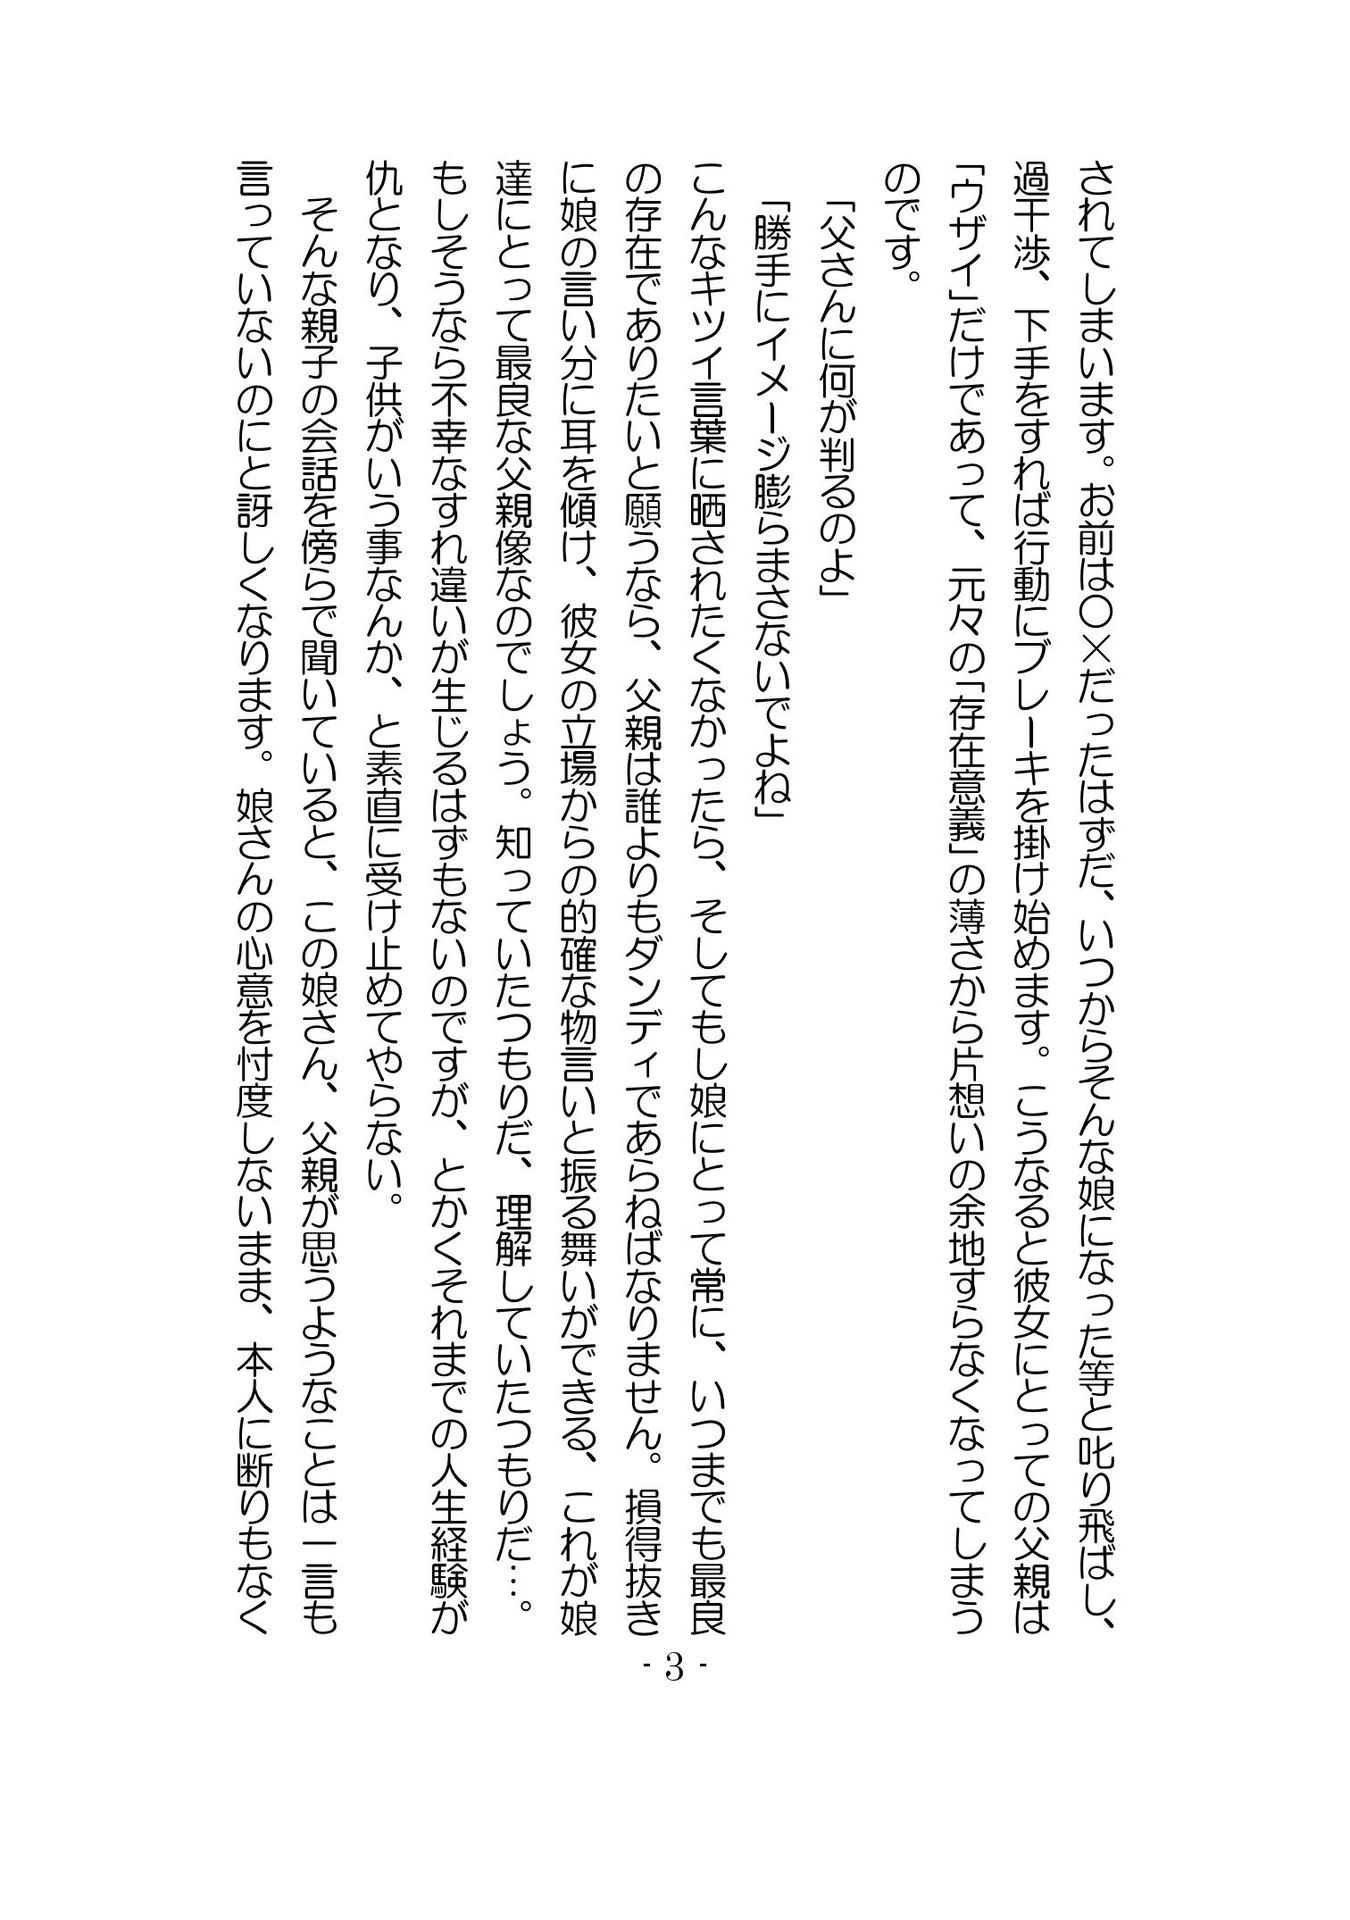 されてしまいます。お前は〇×だったはずだ、いつからそんな娘になった等と叱り飛ばし、
過干渉、下手をすれば行動にブレーキを掛け始めます。こうなると彼女にとっての父親は
「ウザイ」だけであって、元々の「存在意義」の薄さから片想いの余地すらなくなってしまう
のです。
「父さんに何が判るのよ」
「勝手にイメージ膨らまさないでよね」
こんなキツイ言葉に晒されたくなかったら、そしてもし娘にとって常に、いつまでも最良
の存在でありたいと願うなら、父親は誰よりもダンディであらねばなりません。損得抜き
に娘の言い分に耳を傾け、彼女の立場からの的確な物言いと振る舞いができる、これが娘
達にとって最良な父親像なのでしょう。知っていたつもりだ、理解していたつもりだ…。
もしそうなら不幸なすれ違いが生じるはずもないのですが、とかくそれまでの人生経験が
仇となり、子供がいう事なんか、と素直に受け止めてやらない。
そんな親子の会話を傍らで聞いていると、この娘さん、父親が思うようなことは一言も
言っていないのにと訝しくなります。娘さんの心意を忖度しないまま、本人に断りもなく
- 3 -